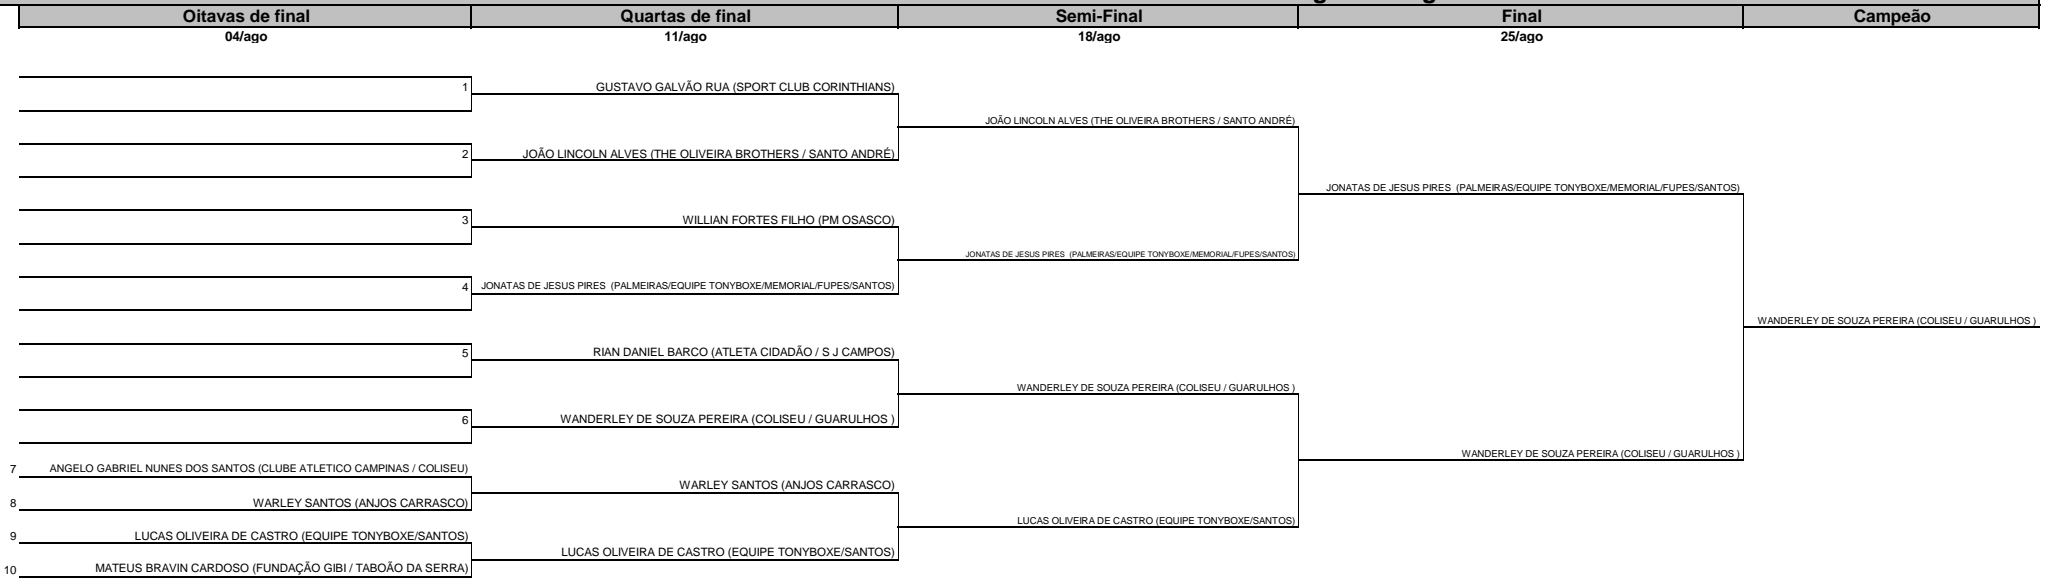 Oitavas de final Quartas de final Semi-Final Final Campeão
04/ago 11/ago 18/ago 25/ago
1 GUSTAVO GALVÃO RUA (SPORT CLUB CORINTHIANS)
JOÃO LINCOLN ALVES (THE OLIVEIRA BROTHERS / SANTO ANDRÉ)
2 JOÃO LINCOLN ALVES (THE OLIVEIRA BROTHERS / SANTO ANDRÉ)
JONATAS DE JESUS PIRES (PALMEIRAS/EQUIPE TONYBOXE/MEMORIAL/FUPES/SANTOS)
3 WILLIAN FORTES FILHO (PM OSASCO)
JONATAS DE JESUS PIRES (PALMEIRAS/EQUIPE TONYBOXE/MEMORIAL/FUPES/SANTOS)
4 JONATAS DE JESUS PIRES (PALMEIRAS/EQUIPE TONYBOXE/MEMORIAL/FUPES/SANTOS)
WANDERLEY DE SOUZA PEREIRA (COLISEU / GUARULHOS )
5 RIAN DANIEL BARCO (ATLETA CIDADÃO / S J CAMPOS)
WANDERLEY DE SOUZA PEREIRA (COLISEU / GUARULHOS )
6 WANDERLEY DE SOUZA PEREIRA (COLISEU / GUARULHOS )
WANDERLEY DE SOUZA PEREIRA (COLISEU / GUARULHOS )
7 ANGELO GABRIEL NUNES DOS SANTOS (CLUBE ATLETICO CAMPINAS / COLISEU)
WARLEY SANTOS (ANJOS CARRASCO)
8 WARLEY SANTOS (ANJOS CARRASCO)
LUCAS OLIVEIRA DE CASTRO (EQUIPE TONYBOXE/SANTOS)
9 LUCAS OLIVEIRA DE CASTRO (EQUIPE TONYBOXE/SANTOS)
LUCAS OLIVEIRA DE CASTRO (EQUIPE TONYBOXE/SANTOS)
10 MATEUS BRAVIN CARDOSO (FUNDAÇÃO GIBI / TABOÃO DA SERRA)